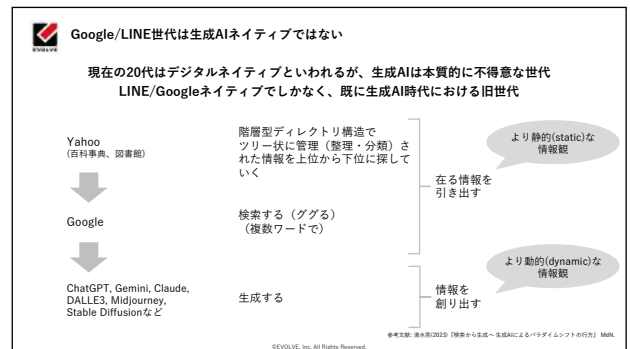 EVOLVE
Google/LINE世代は生成AIネイティブではない
現在の20代はデジタルネイティブといわれるが、生成AIは本質的に不得意な世代
LINE/Googleネイティブでしかなく、既に生成AI時代における旧世代
Yahoo
(百科事典、図書館)
階層型ディレクトリ構造で
ツリー状に管理（整理・分類）さ
れた情報を上位から下位に探して
いく
より静的(static)な
情報観
在る情報を
引き出す
Google
検索する（ググる）
（複数ワードで）
より動的(dynamic)な
情報観
ChatGPT, Gemini, Claude,
DALLE3, Midjourney,
Stable Diffusionなど
生成する
情報を
創り出す
参考文献: 清水亮(2023)『検索から生成へ 生成AIによるパラダイムシフトの行方』 MdN.
©EVOLVE, Inc. All Rights Reserved.